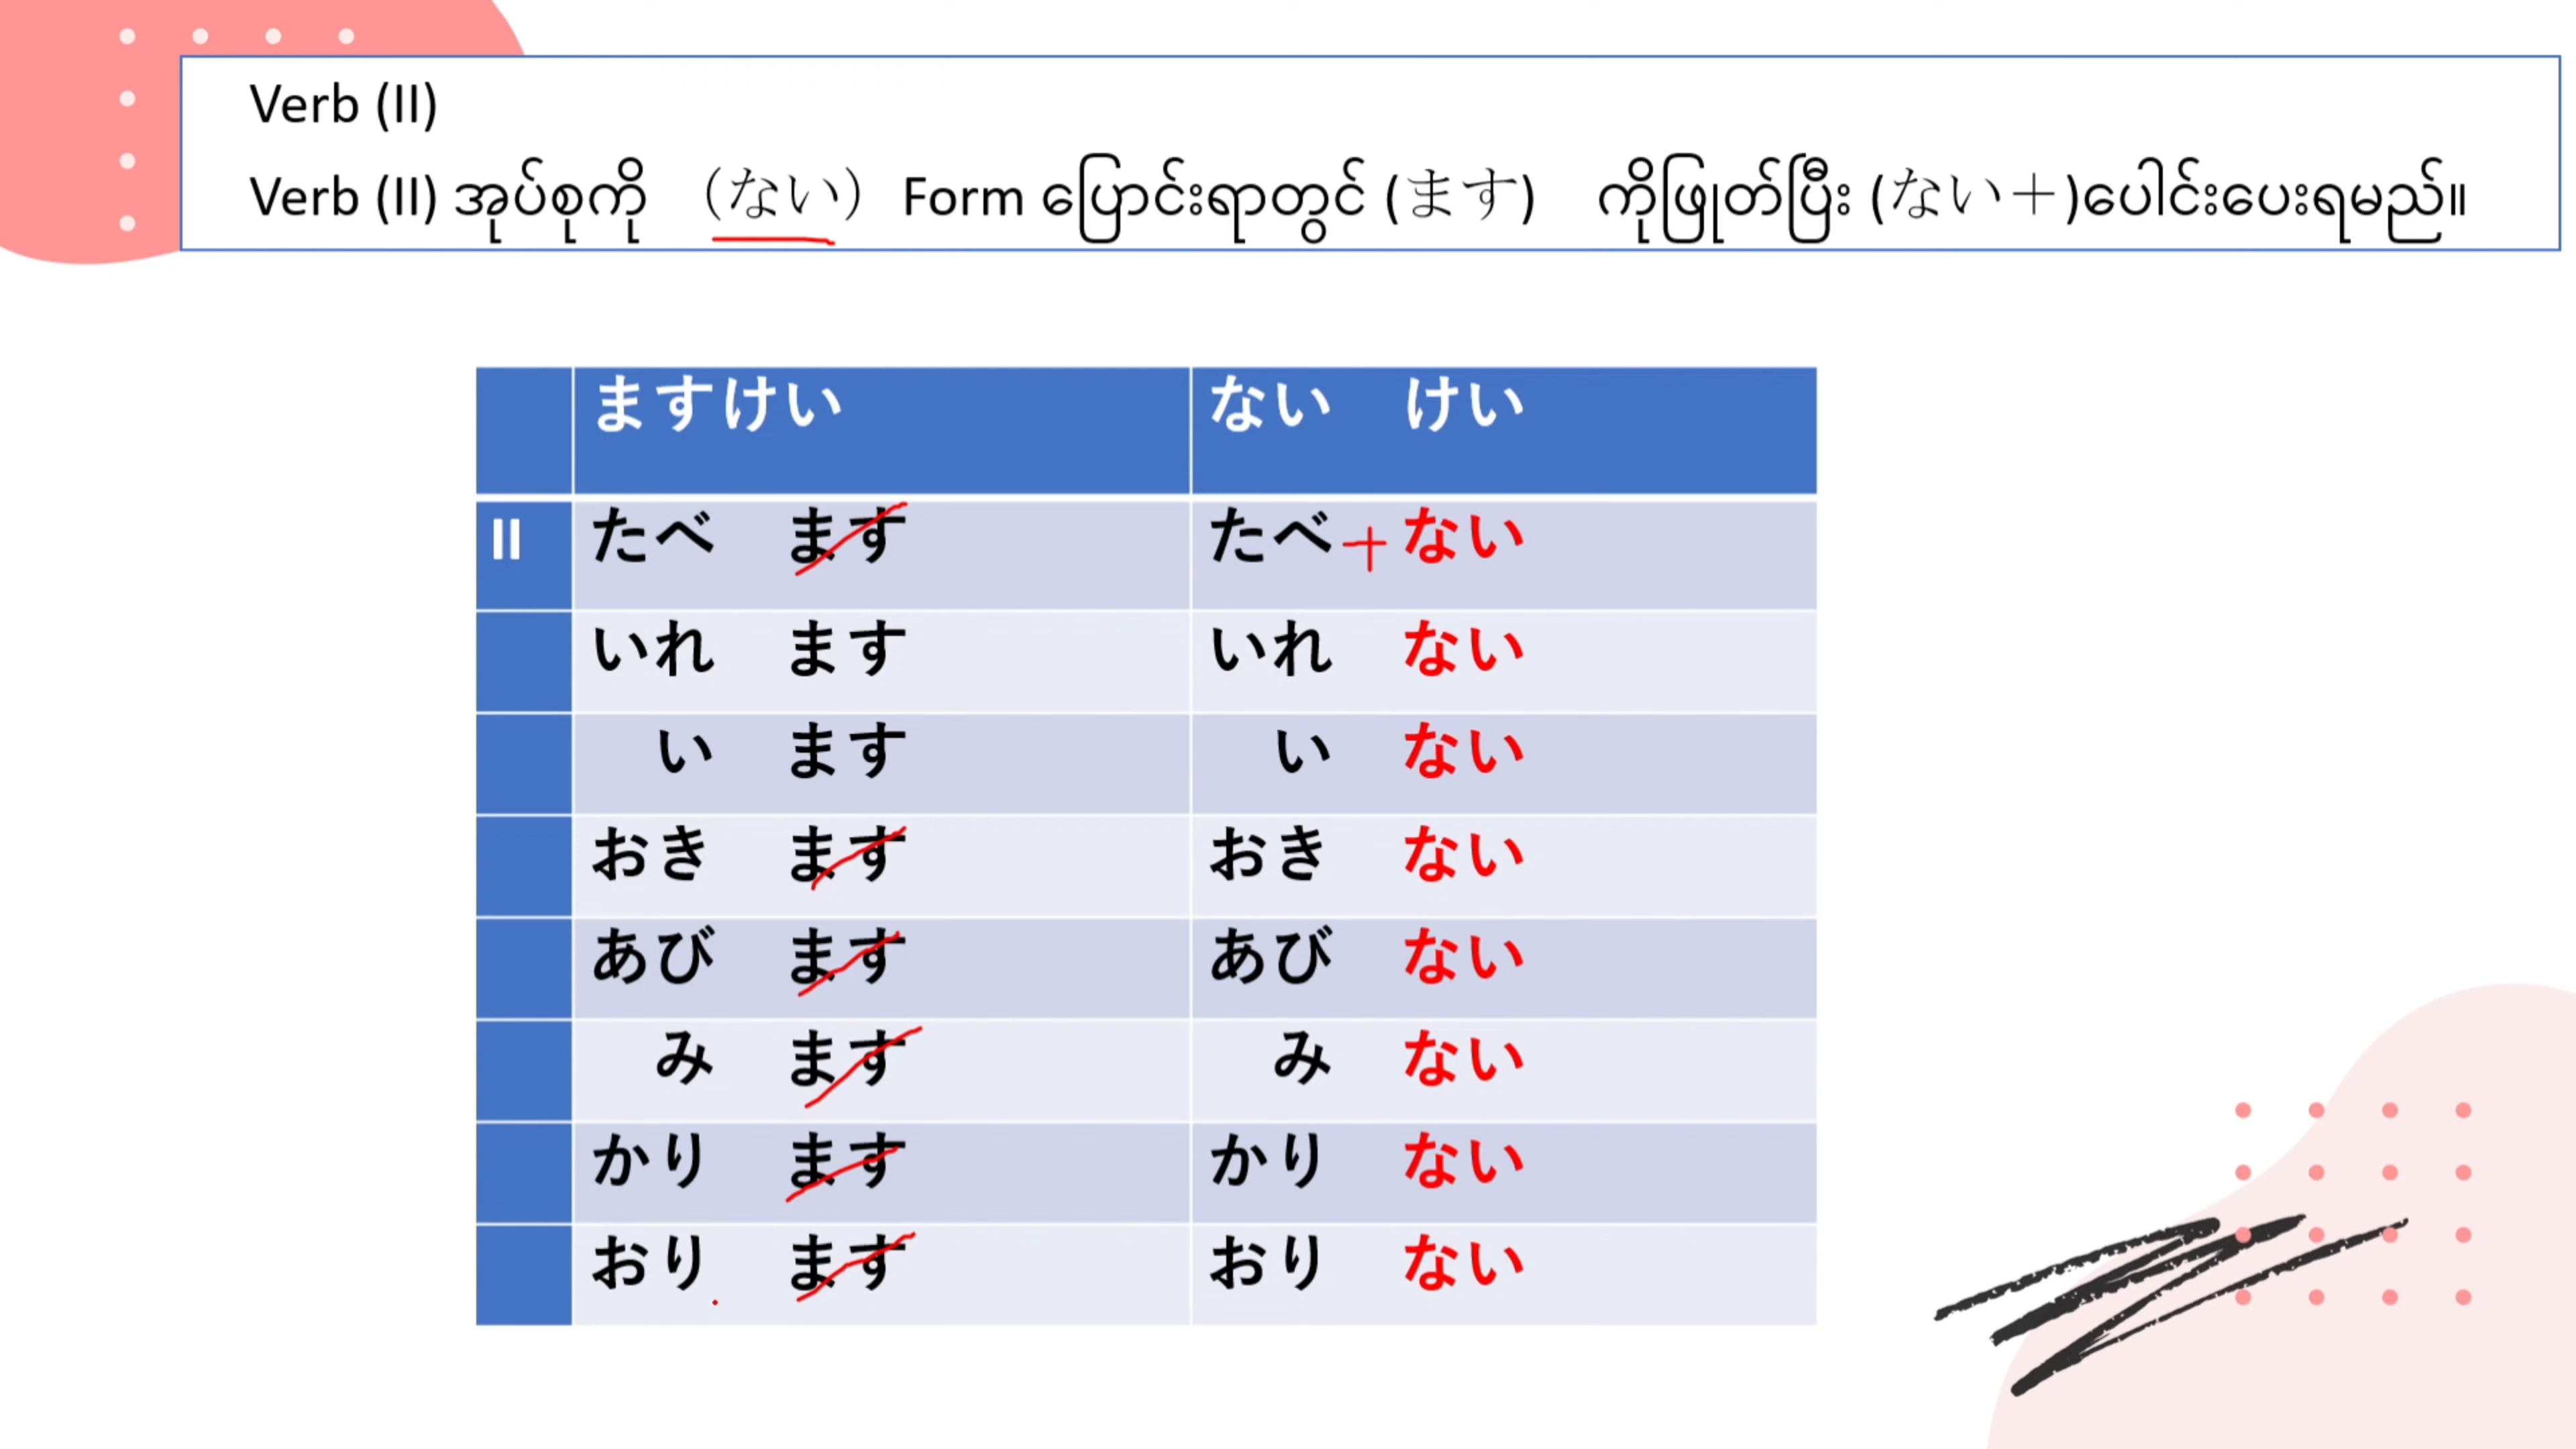 Verb (II)
Verb (II) အုပ်စုကို （ない） Form ပြောင်းရာတွင် (ます)　ကိုဖြုတ်ပြီး (ない＋)ပေါင်းပေးရမည်။
ますけい　ない　けい
II　たべ　ます　たべ + ない
いれ　ます　いれ　ない
い　ます　い　ない
おき　ます　おき　ない
あび　ます　あび　ない
み　ます　み　ない
かり　ます　かり　ない
おり　ます　おり　ない